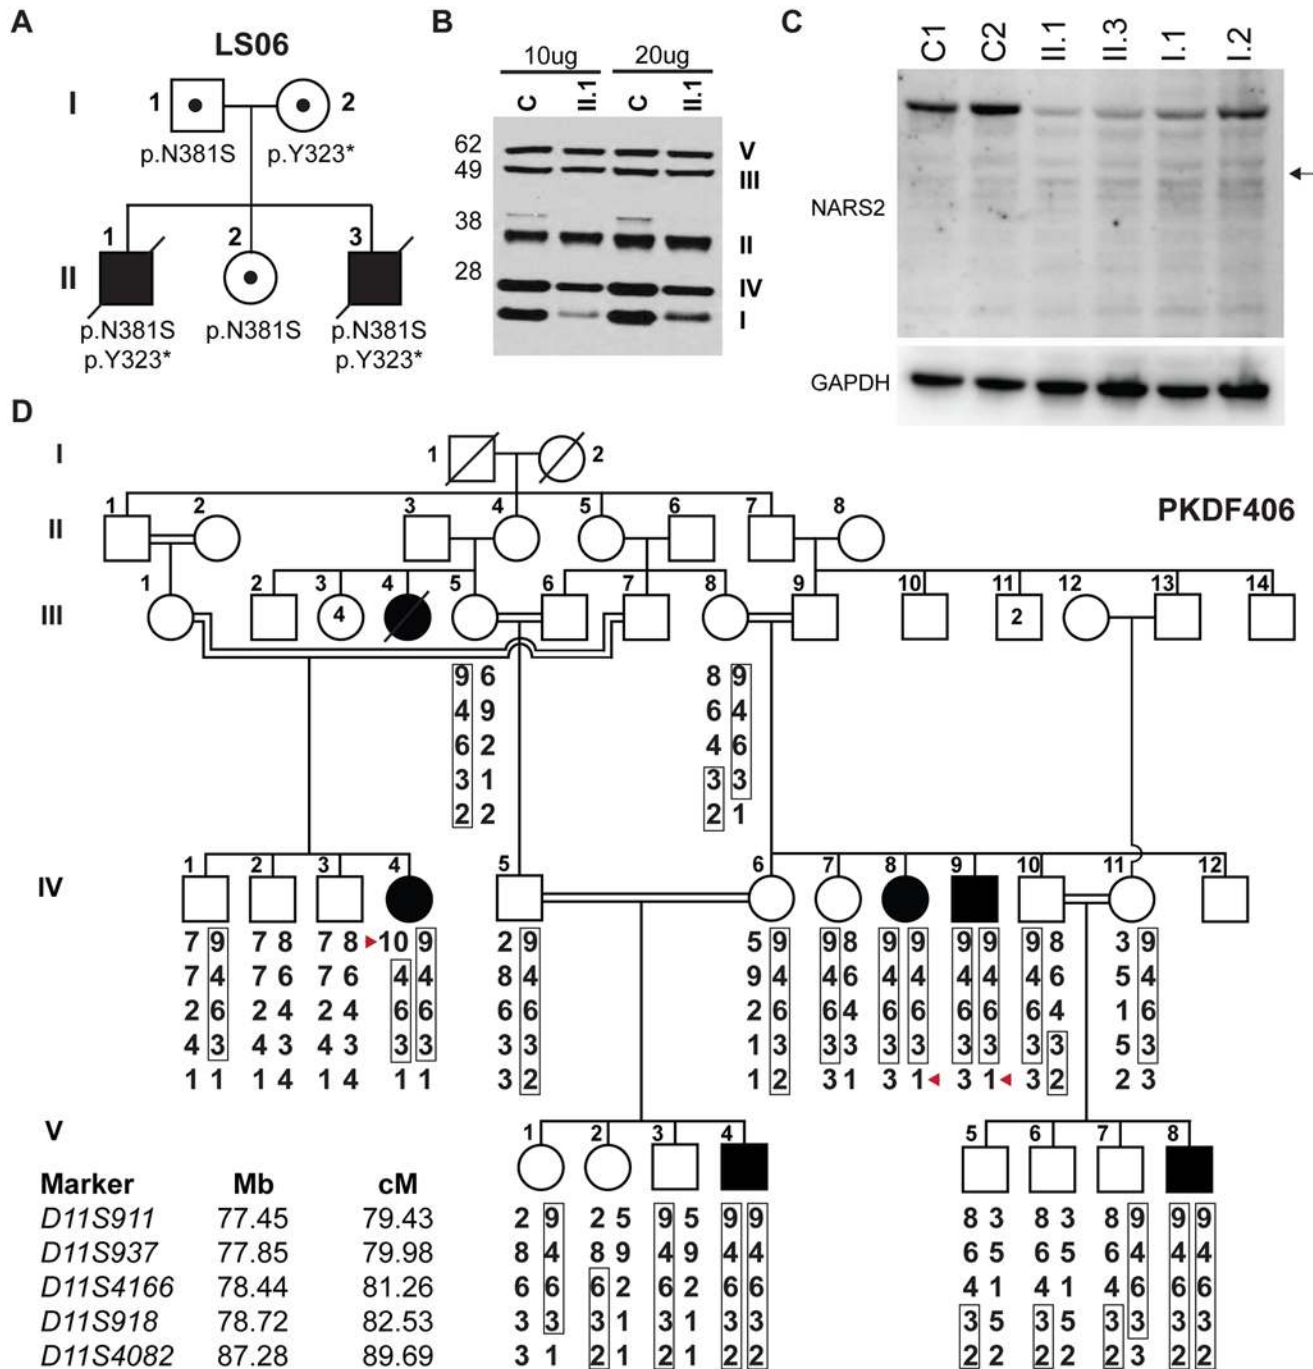 A
LS06
I
1
2
p.N381S
p.Y323*
II
1
2
3
p.N381S
p.Y323*
p.N381S
p.N381S
p.Y323*
B
10ug 20ug
C II.1 C II.1
62
49
38
28
V
III
II
IV
I
C
C1 C2 II.1 III.3 I.1 I.2
NARS2
GAPDH
D
PKDF406
I
1 2
II
1 2 3 4 5 6 7 8
III
1 2 3 4 5 6 7 8 9 10 11 12 13 14
4 2
9 6 8 9
4 9 6 4
6 2 4 6
3 1 3 3
2 2 2 1
IV
1 2 3 4 5 6 7 8 9 10 11 12
7 9 7 8 7 8 10 9 2 9 5 9 9 8 9 9 9 9 9 8 3 9
7 4 7 6 7 6 4 4 8 4 9 4 4 6 4 4 4 4 4 6 5 4
2 6 2 4 2 4 6 6 6 6 2 6 6 4 6 6 6 6 6 4 1 6
4 3 4 3 4 3 3 3 3 3 1 3 3 3 3 3 3 3 3 3 5 3
1 1 1 4 1 4 1 1 3 2 1 2 3 1 3 1 3 1 3 2 2 3
V
1 2 3 4 5 6 7 8
Marker Mb cM
D11S911 77.45 79.43 2 9 2 5 9 5 9 9 8 3 8 3 8 9 9 9
D11S937 77.85 79.98 8 4 8 9 4 9 4 4 6 5 6 5 6 4 4 4
D11S4166 78.44 81.26 6 6 6 2 6 2 6 6 4 1 4 1 4 6 6 6
D11S918 78.72 82.53 3 3 3 1 3 1 3 3 3 5 3 5 3 3 3 3
D11S4082 87.28 89.69 3 1 2 1 2 1 2 2 2 2 2 2 2 3 2 2